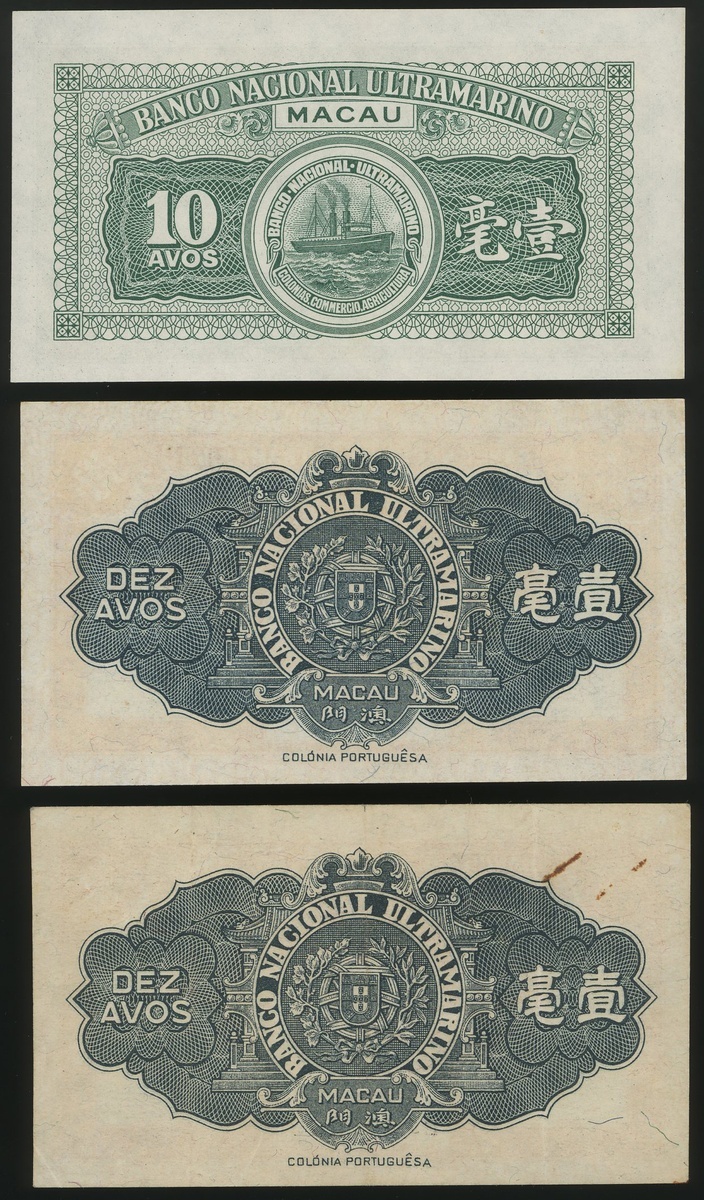 BANCO NACIONAL ULTRAMARINO
MACAU
BANCO · NACIONAL · ULTRAMARINO
10
AVOS
毫壹
COLONIAS, COMMERCIO, AGRICULTURA
BANCO NACIONAL ULTRAMARINO
DEZ
AVOS
毫壹
MACAU
門澳
COLÓNIA PORTUGUÊSA
BANCO NACIONAL ULTRAMARINO
DEZ
AVOS
毫壹
MACAU
門澳
COLÓNIA PORTUGUÊSA